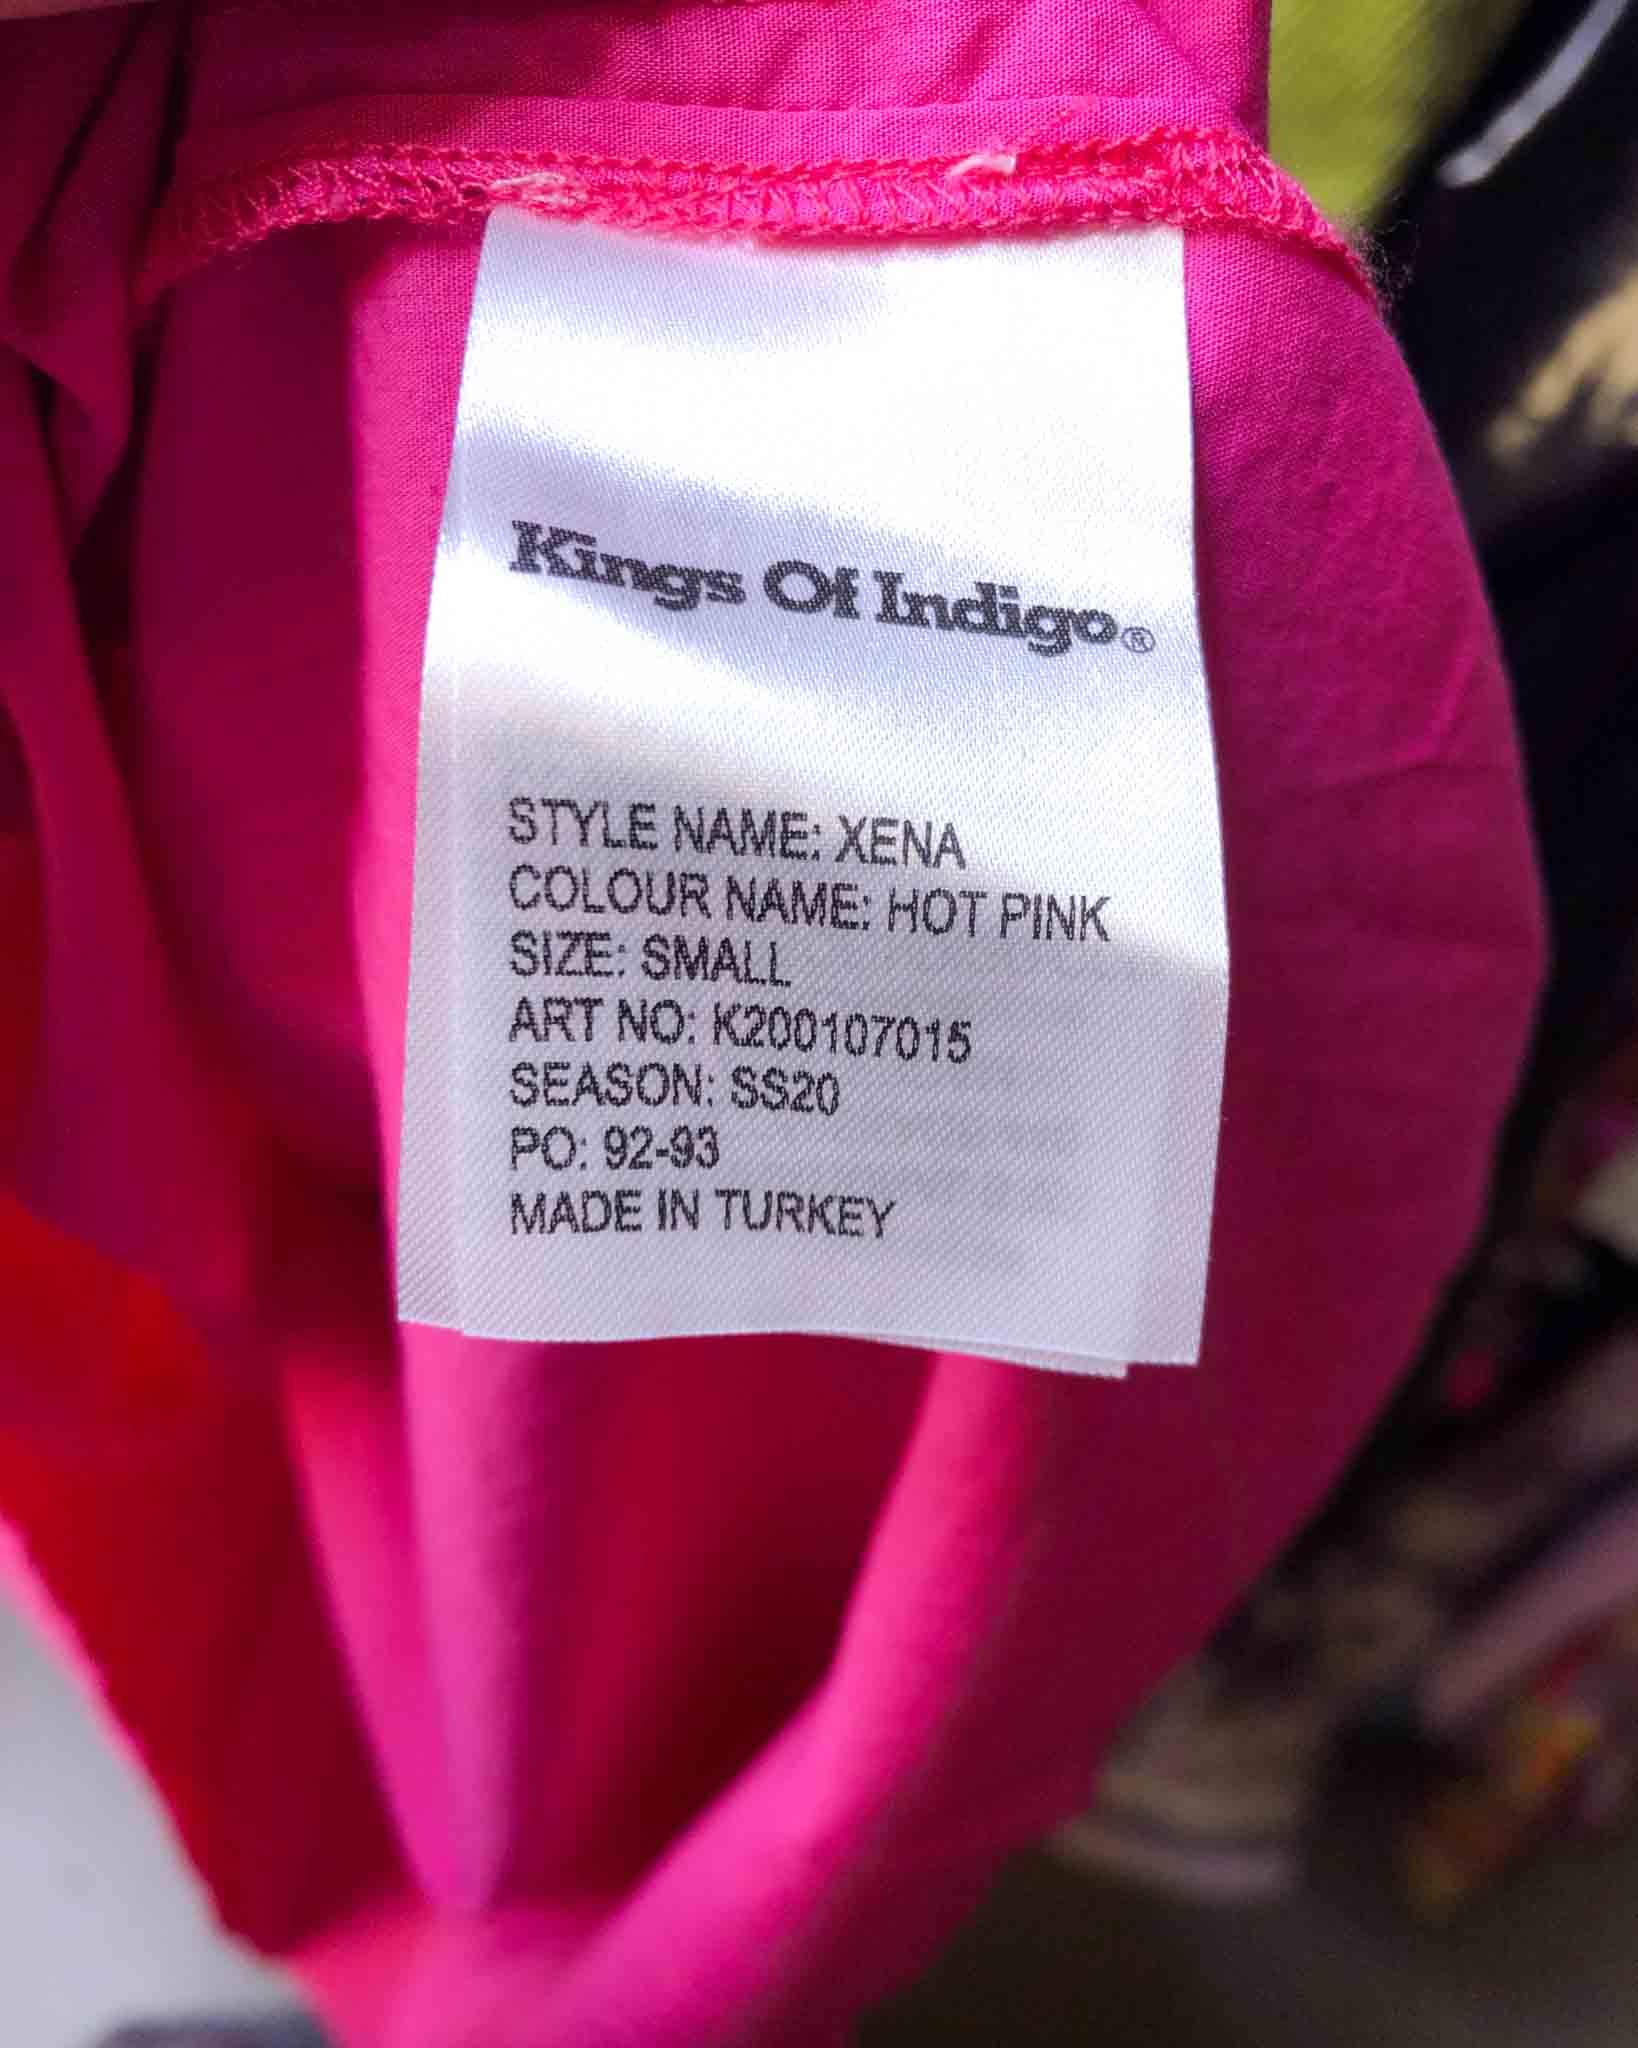 Kings Of Indigo®
STYLE NAME: XENA
COLOUR NAME: HOT PINK
SIZE: SMALL
ART NO: K200107015
SEASON: SS20
PO: 92-93
MADE IN TURKEY